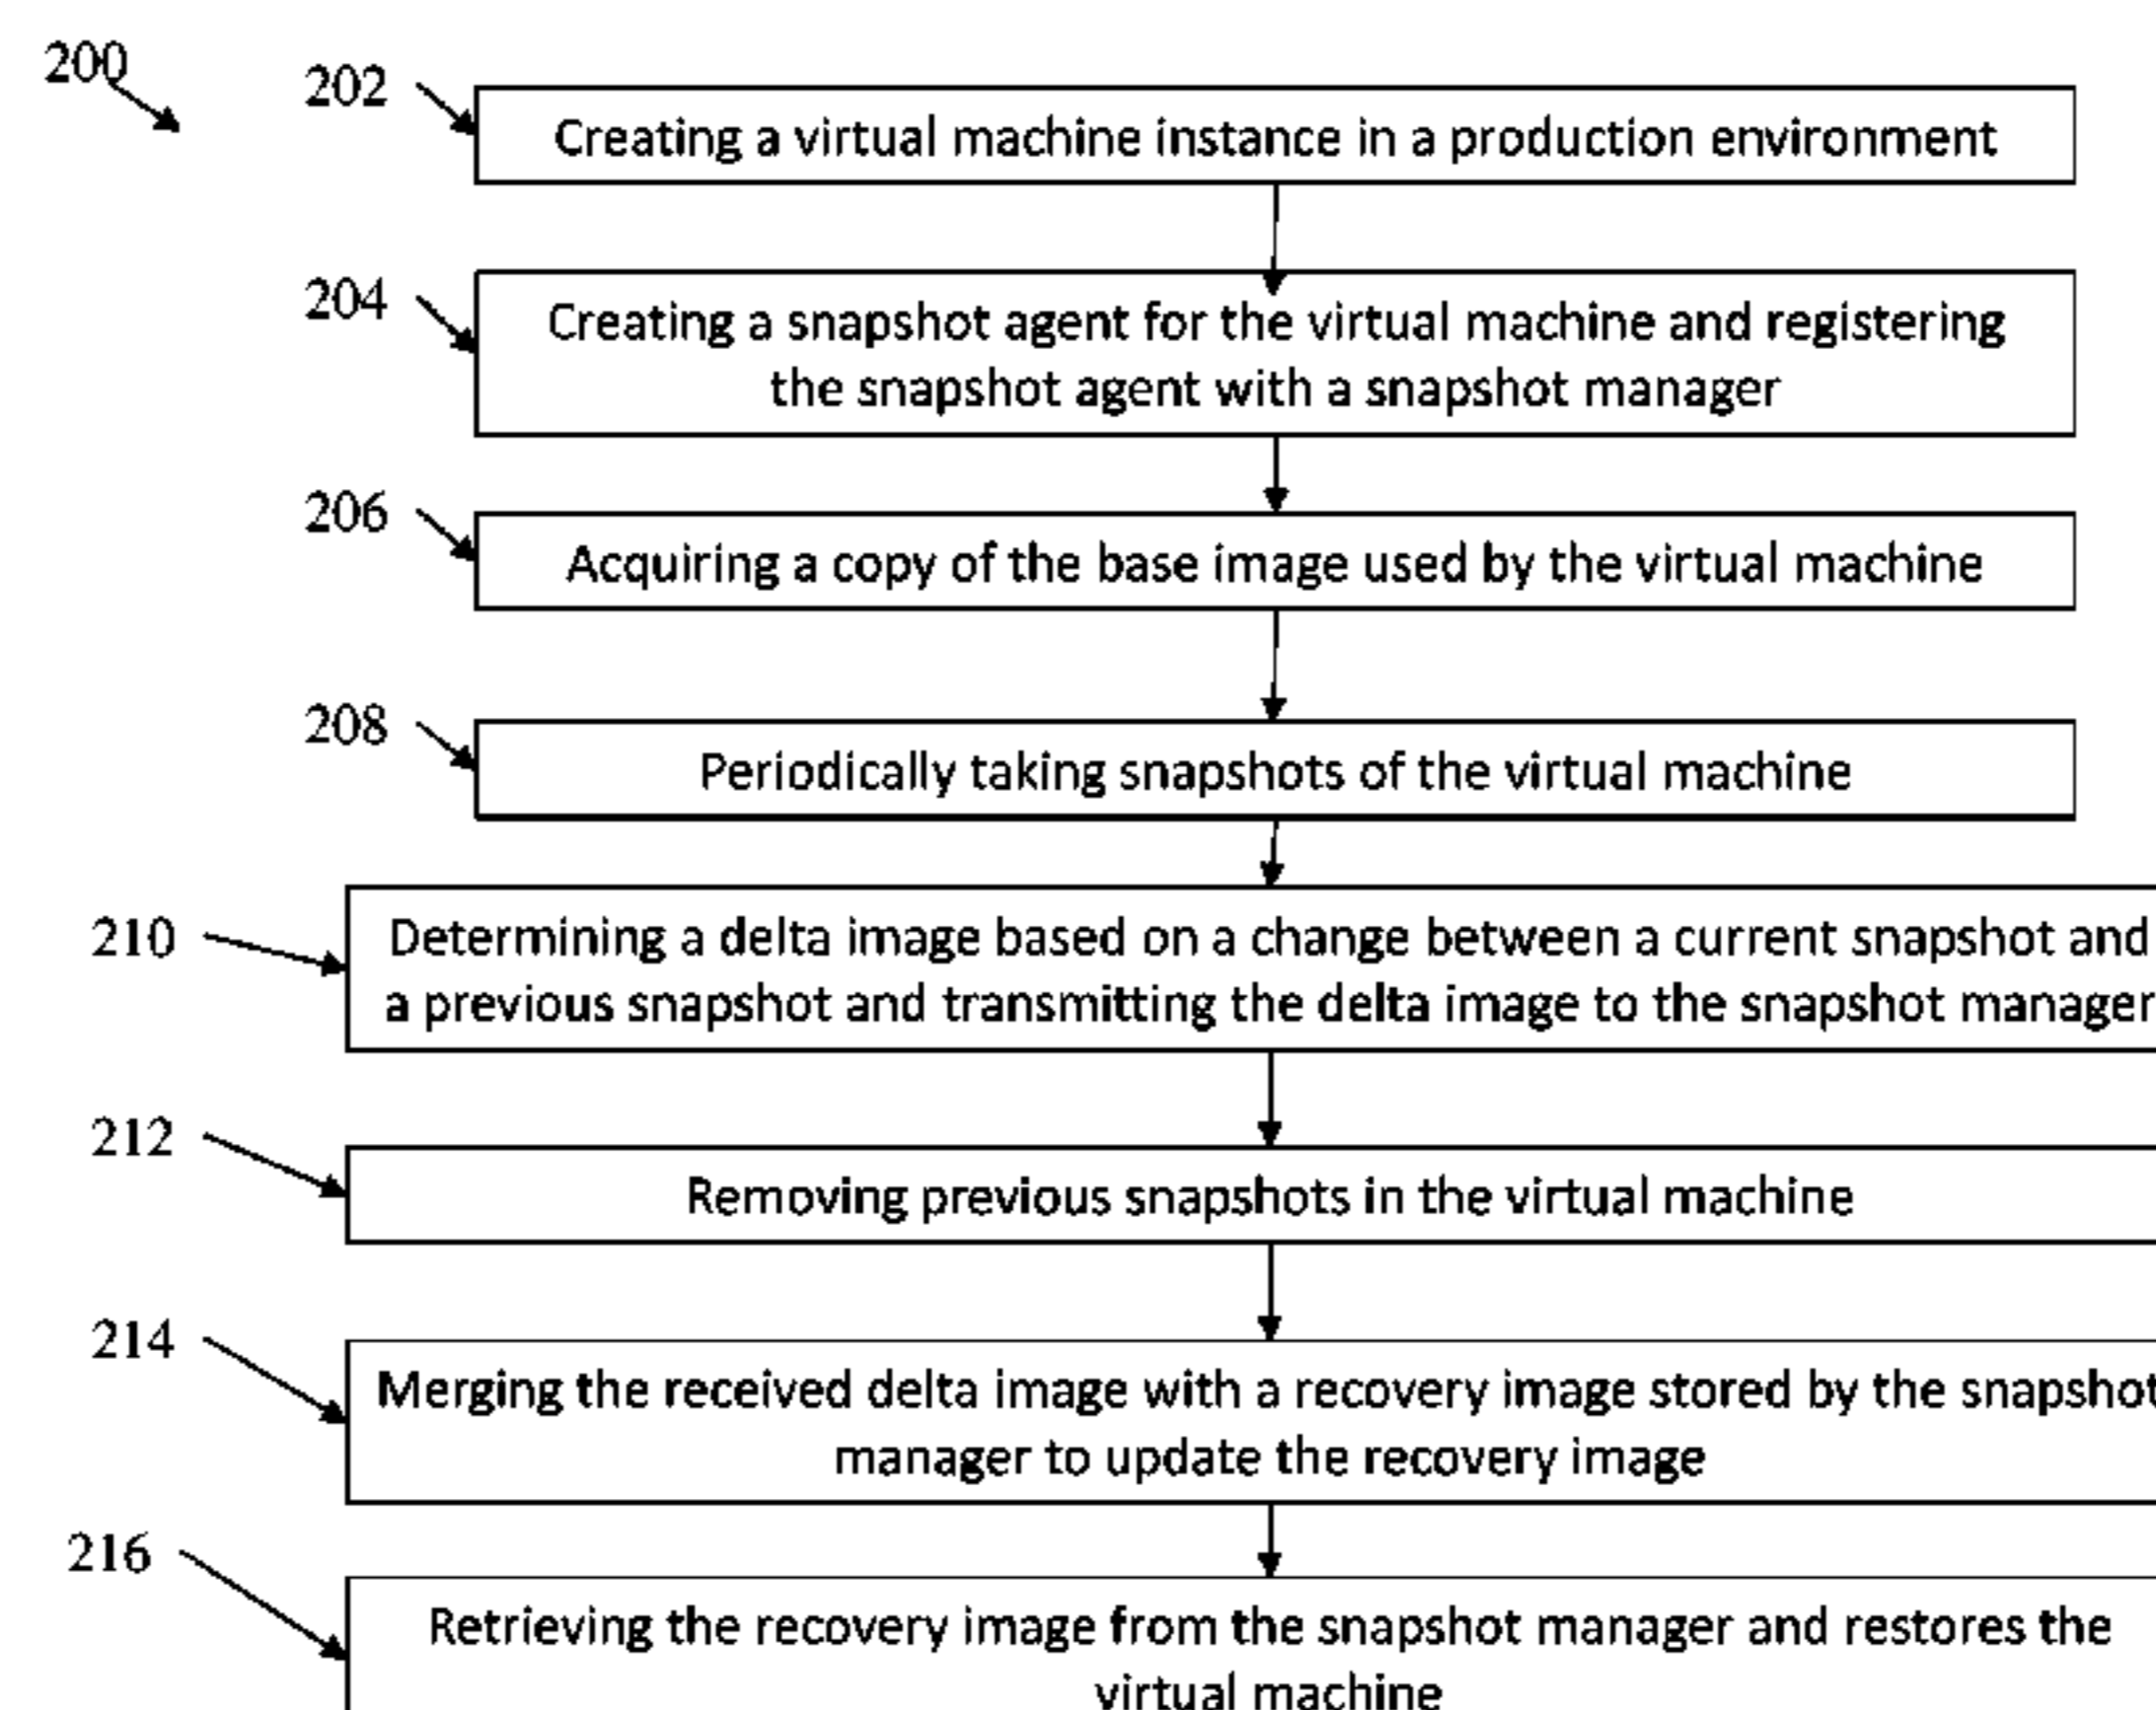 200
202
Creating a virtual machine instance in a production environment
204
Creating a snapshot agent for the virtual machine and registering
the snapshot agent with a snapshot manager
206
Acquiring a copy of the base image used by the virtual machine
208
Periodically taking snapshots of the virtual machine
210
Determining a delta image based on a change between a current snapshot and
a previous snapshot and transmitting the delta image to the snapshot manager
212
Removing previous snapshots in the virtual machine
214
Merging the received delta image with a recovery image stored by the snapshot
manager to update the recovery image
216
Retrieving the recovery image from the snapshot manager and restores the
virtual machine